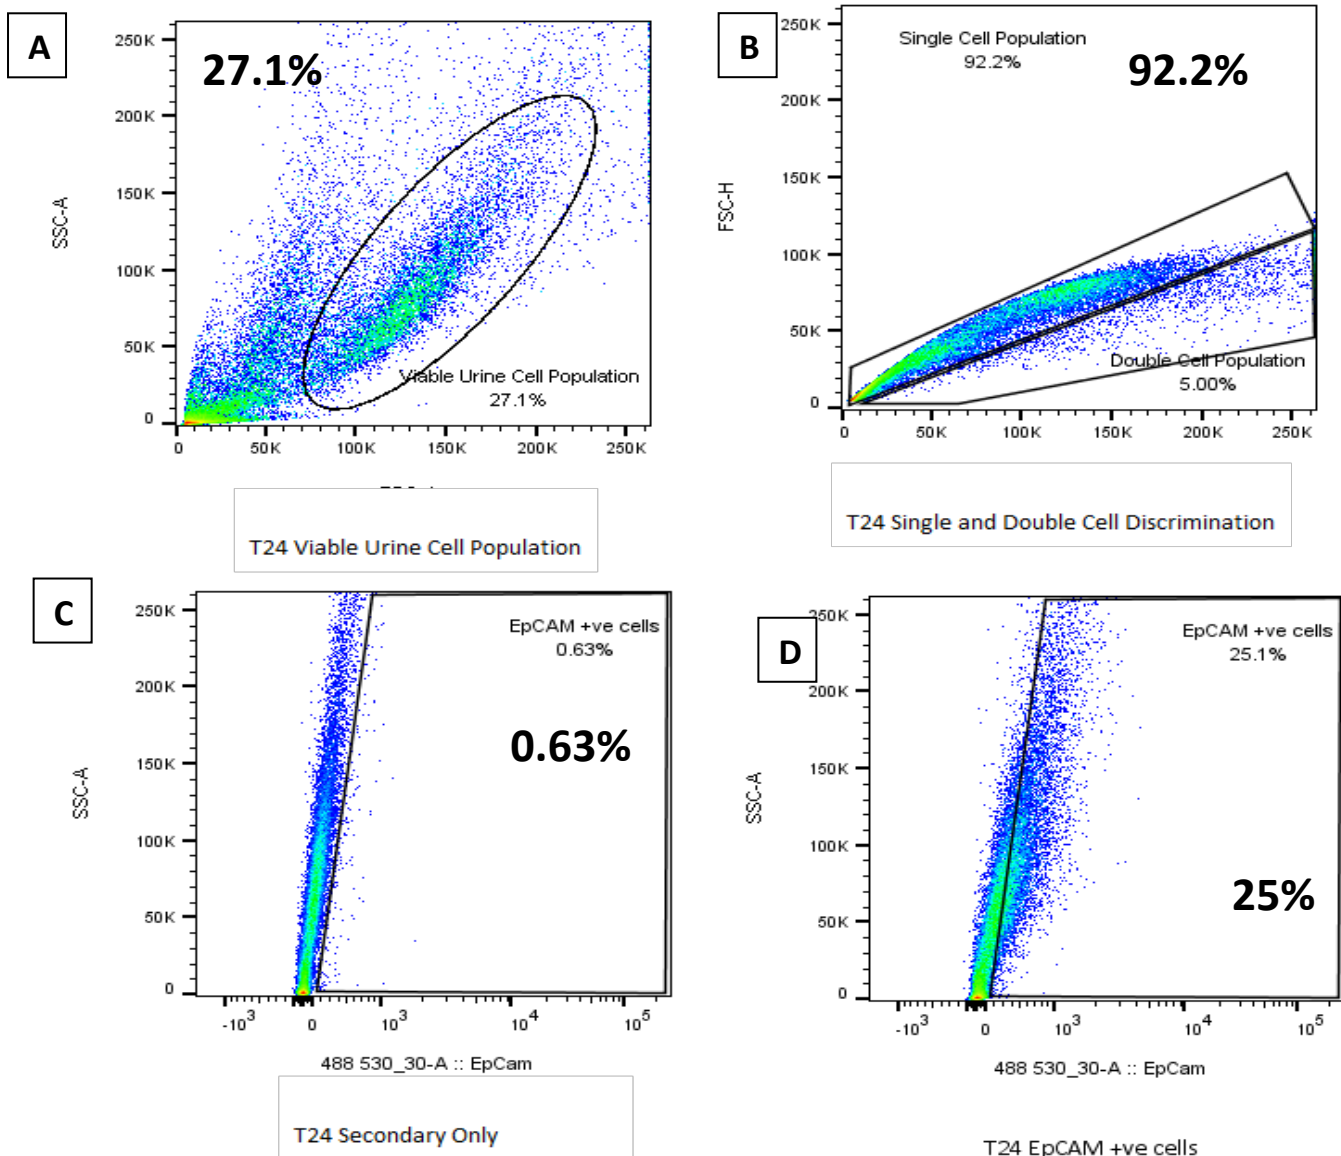 A
27.1%
250K
200K
150K
100K
50K
0
SSC-A
Viable Urine Cell Population
27.1%
0
50K
100K
150K
200K
250K
T24 Viable Urine Cell Population
B
Single Cell Population
92.2%
92.2%
250K
200K
150K
100K
50K
0
FSC-H
Double Cell Population
5.00%
0
50K
100K
150K
200K
250K
T24 Single and Double Cell Discrimination
C
EpCAM +ve cells
0.63%
0.63%
250K
200K
150K
100K
50K
0
SSC-A
-10³
0
10³
10⁴
10⁵
488 530_30-A :: EpCam
T24 Secondary Only
D
EpCAM +ve cells
25.1%
25%
250K
200K
150K
100K
50K
0
SSC-A
-10³
0
10³
10⁴
10⁵
488 530_30-A :: EpCam
T24 EpCAM +ve cells